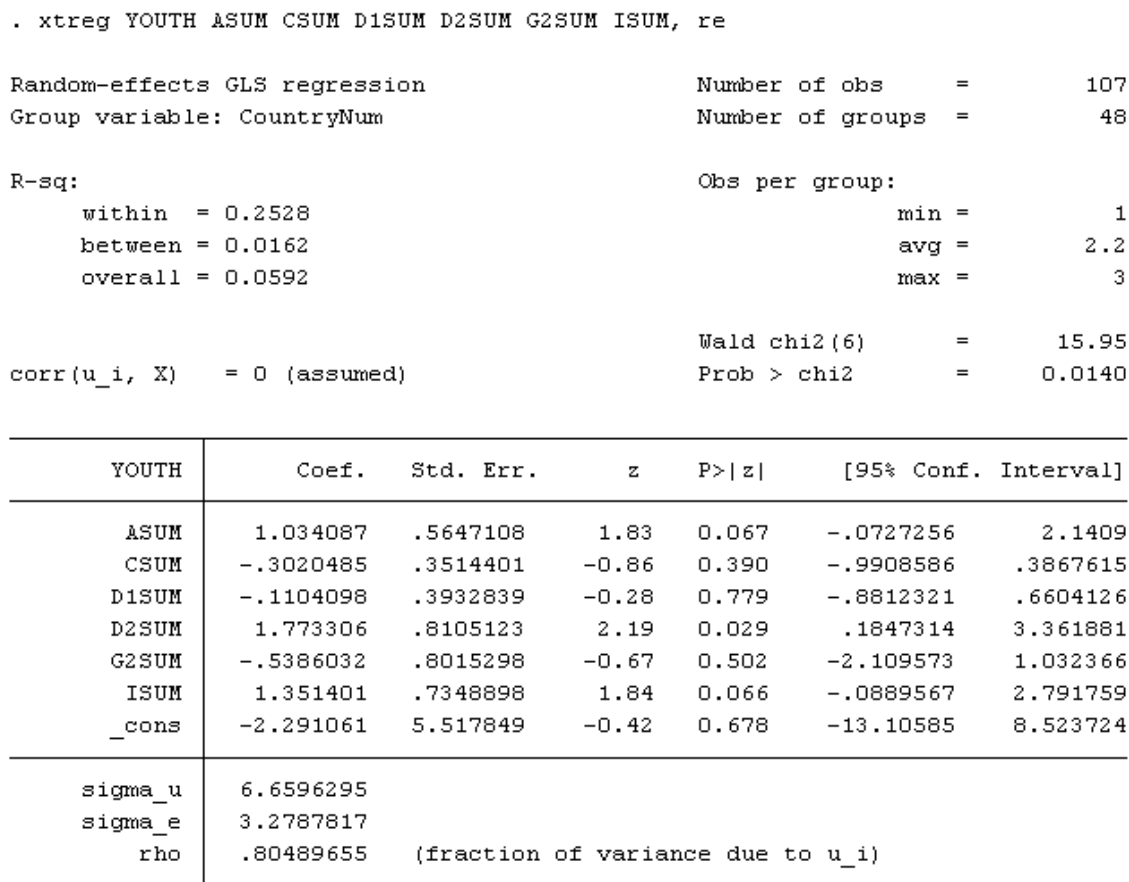 . xtreg YOUTH ASUM CSUM D1SUM D2SUM G2SUM ISUM, re
Random-effects GLS regression Number of obs = 107
Group variable: CountryNum Number of groups = 48
R-sq: Obs per group:
within = 0.2528 min = 1
between = 0.0162 avg = 2.2
overall = 0.0592 max = 3
Wald chi2(6) = 15.95
corr(u_i, X) = 0 (assumed) Prob > chi2 = 0.0140
YOUTH Coef. Std. Err. z P>|z| [95% Conf. Interval]
ASUM 1.034087 .5647108 1.83 0.067 -.0727256 2.1409
CSUM -.3020485 .3514401 -0.86 0.390 -.9908586 .3867615
D1SUM -.1104098 .3932839 -0.28 0.779 -.8812321 .6604126
D2SUM 1.773306 .8105123 2.19 0.029 .1847314 3.361881
G2SUM -.5386032 .8015298 -0.67 0.502 -2.109573 1.032366
ISUM 1.351401 .7348898 1.84 0.066 -.0889567 2.791759
_cons -2.291061 5.517849 -0.42 0.678 -13.10585 8.523724
sigma_u 6.6596295
sigma_e 3.2787817
rho .80489655 (fraction of variance due to u_i)